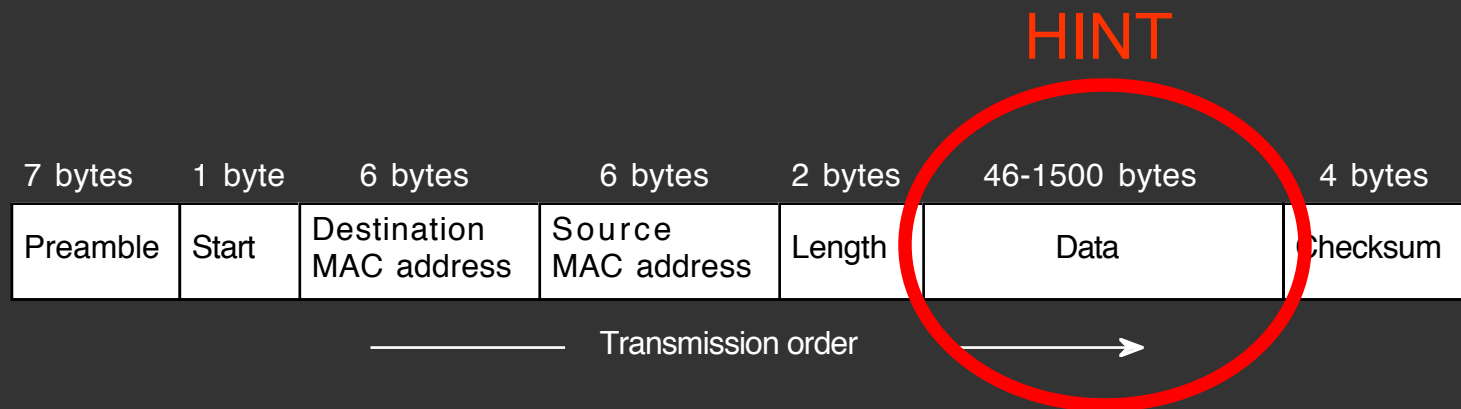 HINT
7 bytes 1 byte 6 bytes 6 bytes 2 bytes 46-1500 bytes 4 bytes
Preamble Start Destination MAC address Source MAC address Length Data Checksum
Transmission order